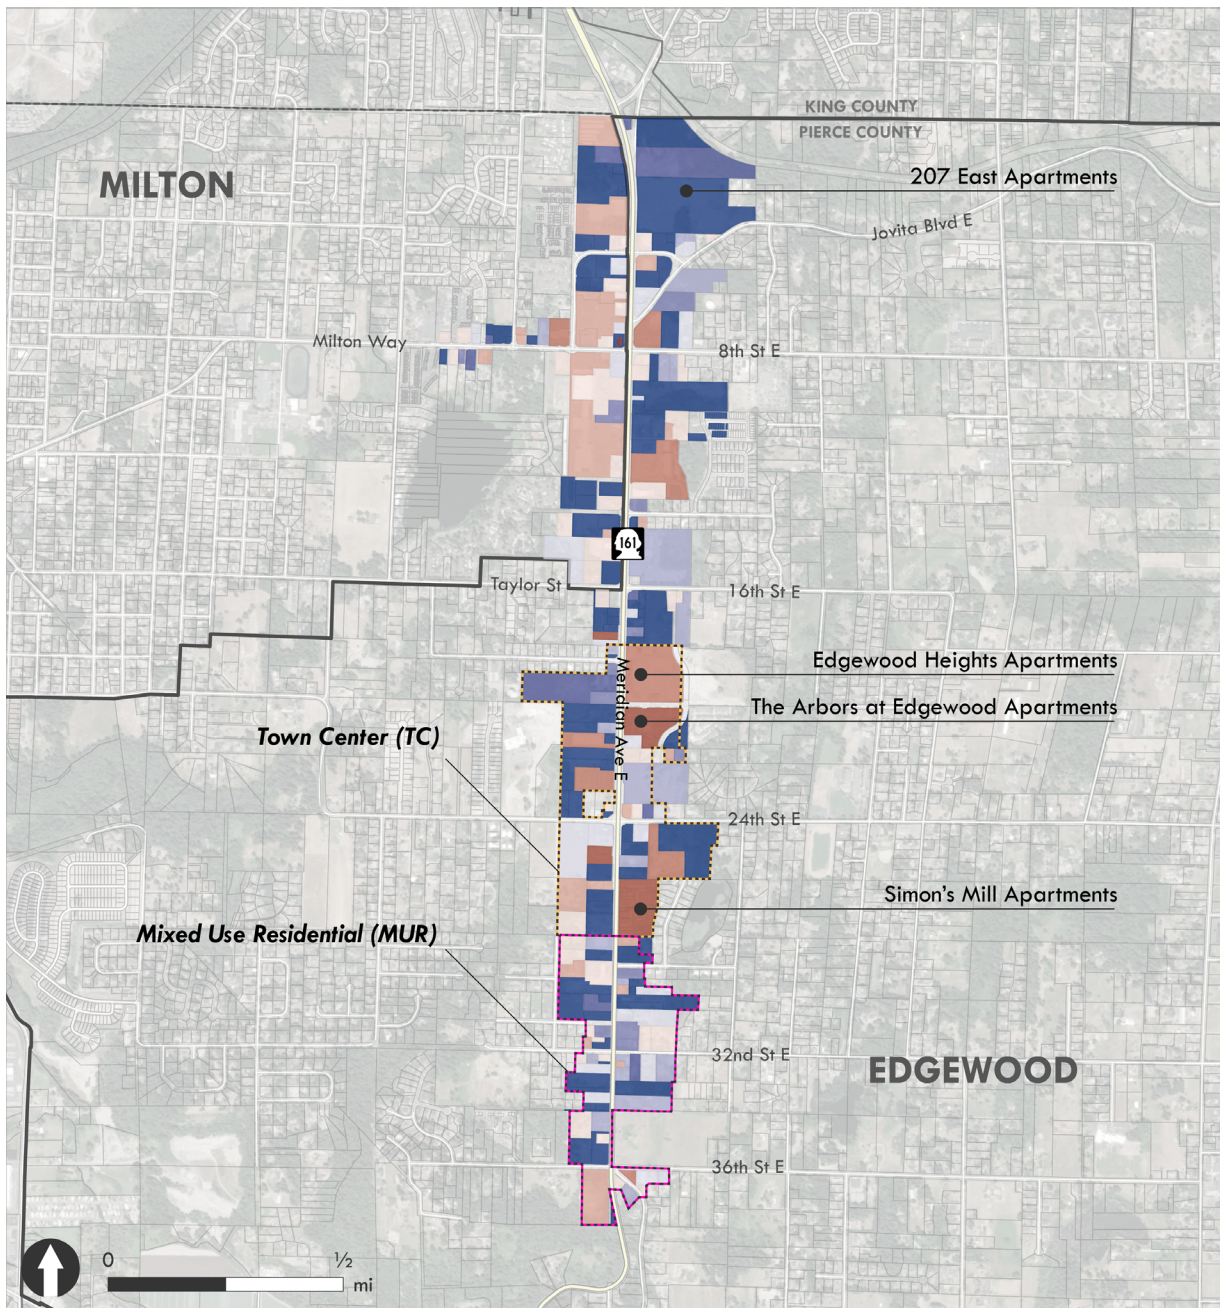 KING COUNTY
PIERCE COUNTY
MILTON
207 East Apartments
Jovita Blvd E
Milton Way
8th St E
161
Taylor St
16th St E
Edgewood Heights Apartments
Meridian Ave E
The Arbors at Edgewood Apartments
Town Center (TC)
24th St E
Simon's Mill Apartments
Mixed Use Residential (MUR)
32nd St E
EDGEWOOD
36th St E
0 ½
mi